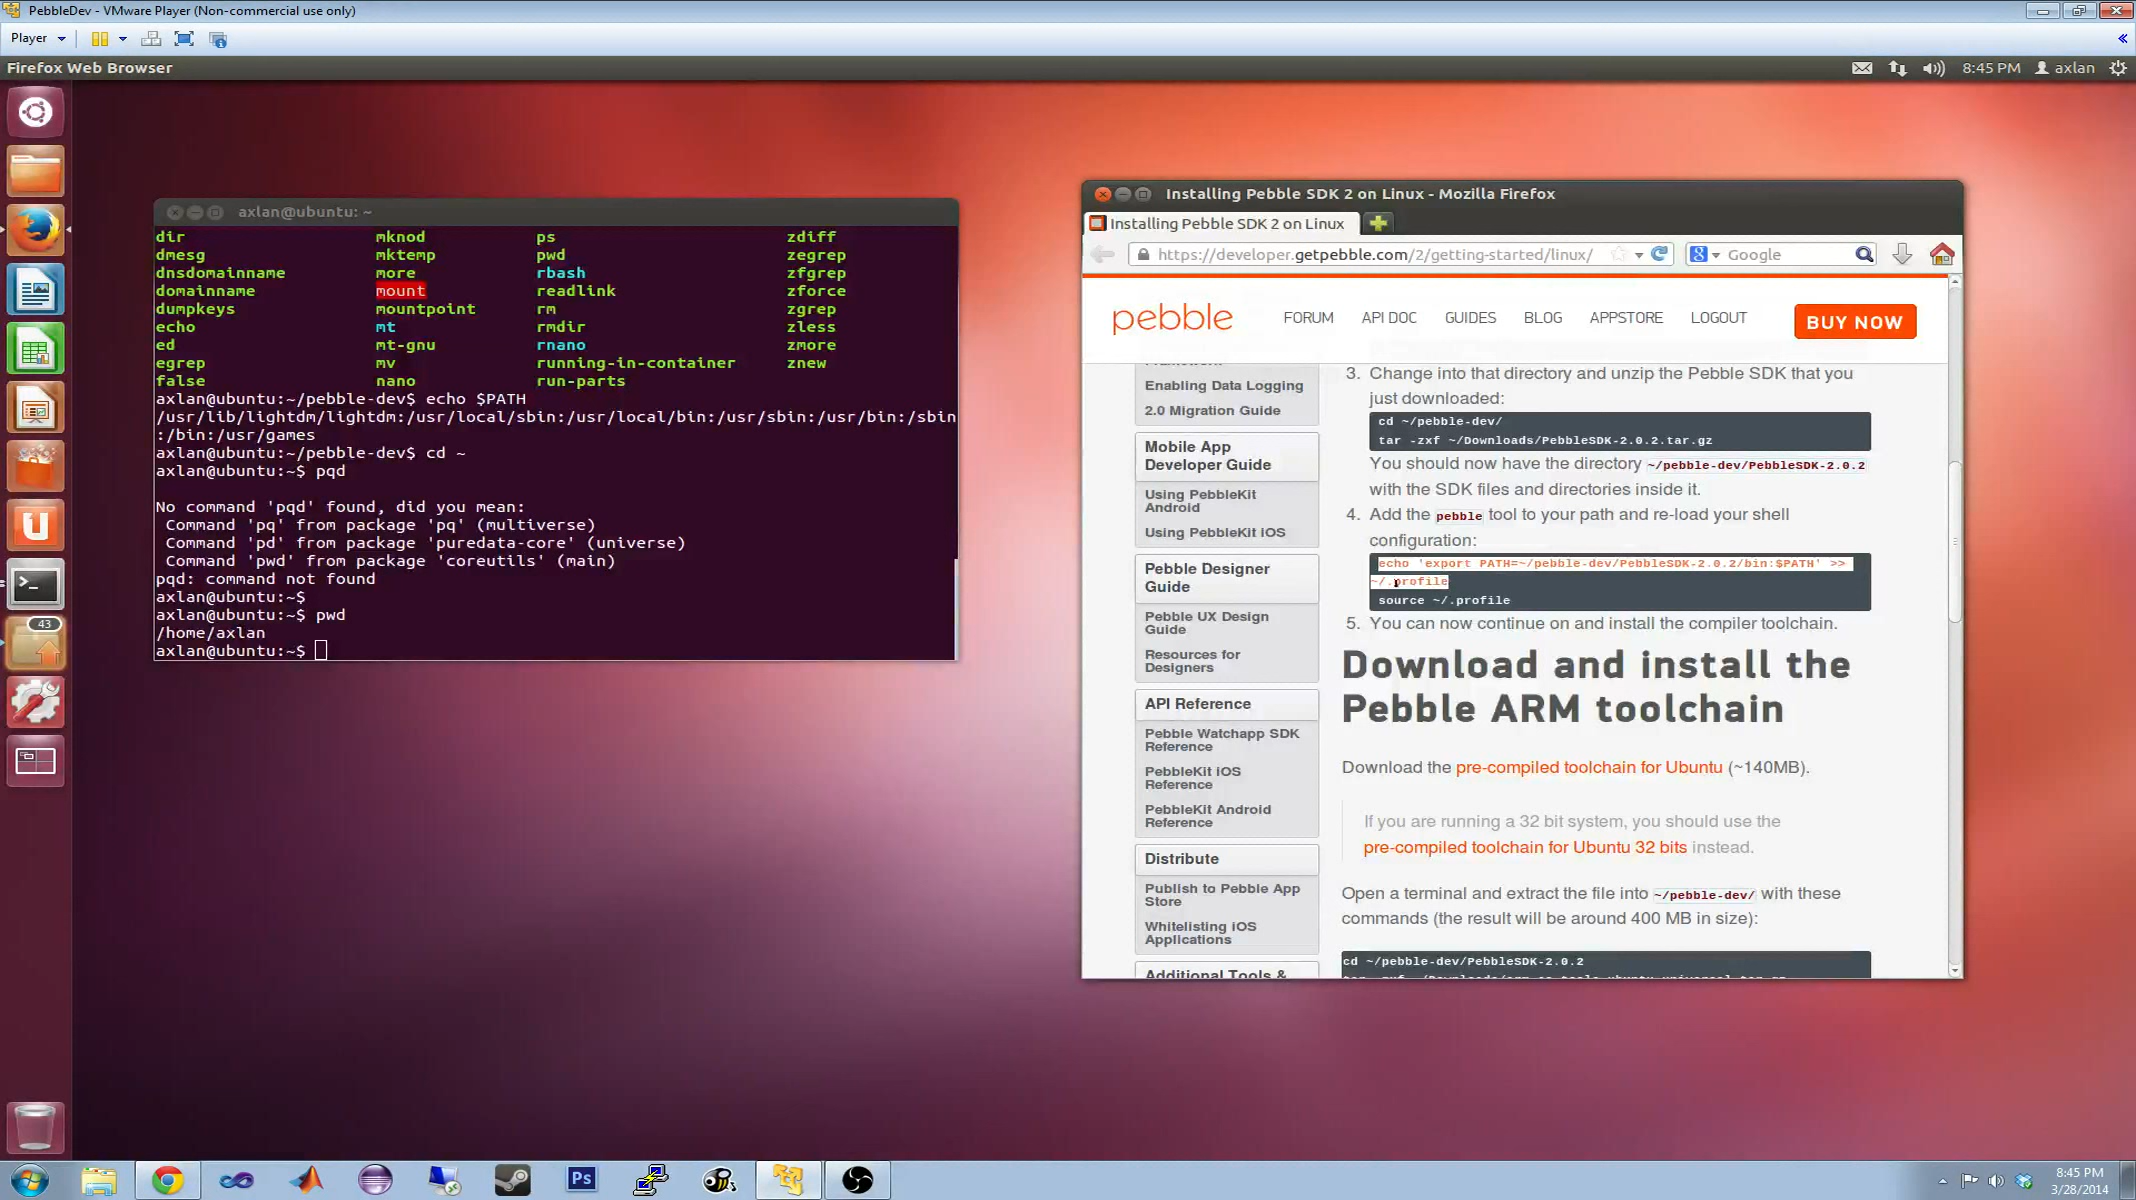 PebbleDev - VMware Player (Non-commercial use only)
Player
Firefox Web Browser
8:45 PM
axlan
axlan@ubuntu: ~
dir mknod ps zdiff
dmesg mktemp pwd zegrep
dnsdomainname more rbash zfgrep
domainname mount readlink zforce
dumpkeys mountpoint rm zgrep
echo mt rmdir zless
ed mt-gnu rnano zmore
egrep mv running-in-container znew
false nano run-parts
axlan@ubuntu:~/pebble-dev$ echo $PATH
/usr/lib/lightdm/lightdm:/usr/local/sbin:/usr/local/bin:/usr/sbin:/usr/bin:/sbin
:/bin:/usr/games
axlan@ubuntu:~/pebble-dev$ cd ~
axlan@ubuntu:~$ pqd
No command 'pqd' found, did you mean:
Command 'pq' from package 'pq' (multiverse)
Command 'pd' from package 'puredata-core' (universe)
Command 'pwd' from package 'coreutils' (main)
pqd: command not found
axlan@ubuntu:~$
axlan@ubuntu:~$ pwd
/home/axlan
axlan@ubuntu:~$
43
Installing Pebble SDK 2 on Linux - Mozilla Firefox
Installing Pebble SDK 2 on Linux
https://developer.getpebble.com/2/getting-started/linux/
Google
pebble
FORUM API DOC GUIDES BLOG APPSTORE LOGOUT
BUY NOW
Enabling Data Logging
2.0 Migration Guide
Mobile App
Developer Guide
Using PebbleKit
Android
Using PebbleKit iOS
Pebble Designer
Guide
Pebble UX Design
Guide
Resources for
Designers
API Reference
Pebble Watchapp SDK
Reference
PebbleKit iOS
Reference
PebbleKit Android
Reference
Distribute
Publish to Pebble App
Store
Whitelisting iOS
Applications
Additional Tools &
3. Change into that directory and unzip the Pebble SDK that you
just downloaded:
cd ~/pebble-dev/
tar -zxf ~/Downloads/PebbleSDK-2.0.2.tar.gz
You should now have the directory ~/pebble-dev/PebbleSDK-2.0.2
with the SDK files and directories inside it.
4. Add the pebble tool to your path and re-load your shell
configuration:
echo 'export PATH=~/pebble-dev/PebbleSDK-2.0.2/bin:$PATH' >>
~/.profile
source ~/.profile
5. You can now continue on and install the compiler toolchain.
Download and install the
Pebble ARM toolchain
Download the pre-compiled toolchain for Ubuntu (~140MB).
If you are running a 32 bit system, you should use the
pre-compiled toolchain for Ubuntu 32 bits instead.
Open a terminal and extract the file into ~/pebble-dev/ with these
commands (the result will be around 400 MB in size):
cd ~/pebble-dev/PebbleSDK-2.0.2
Ps
8:45 PM
3/28/2014